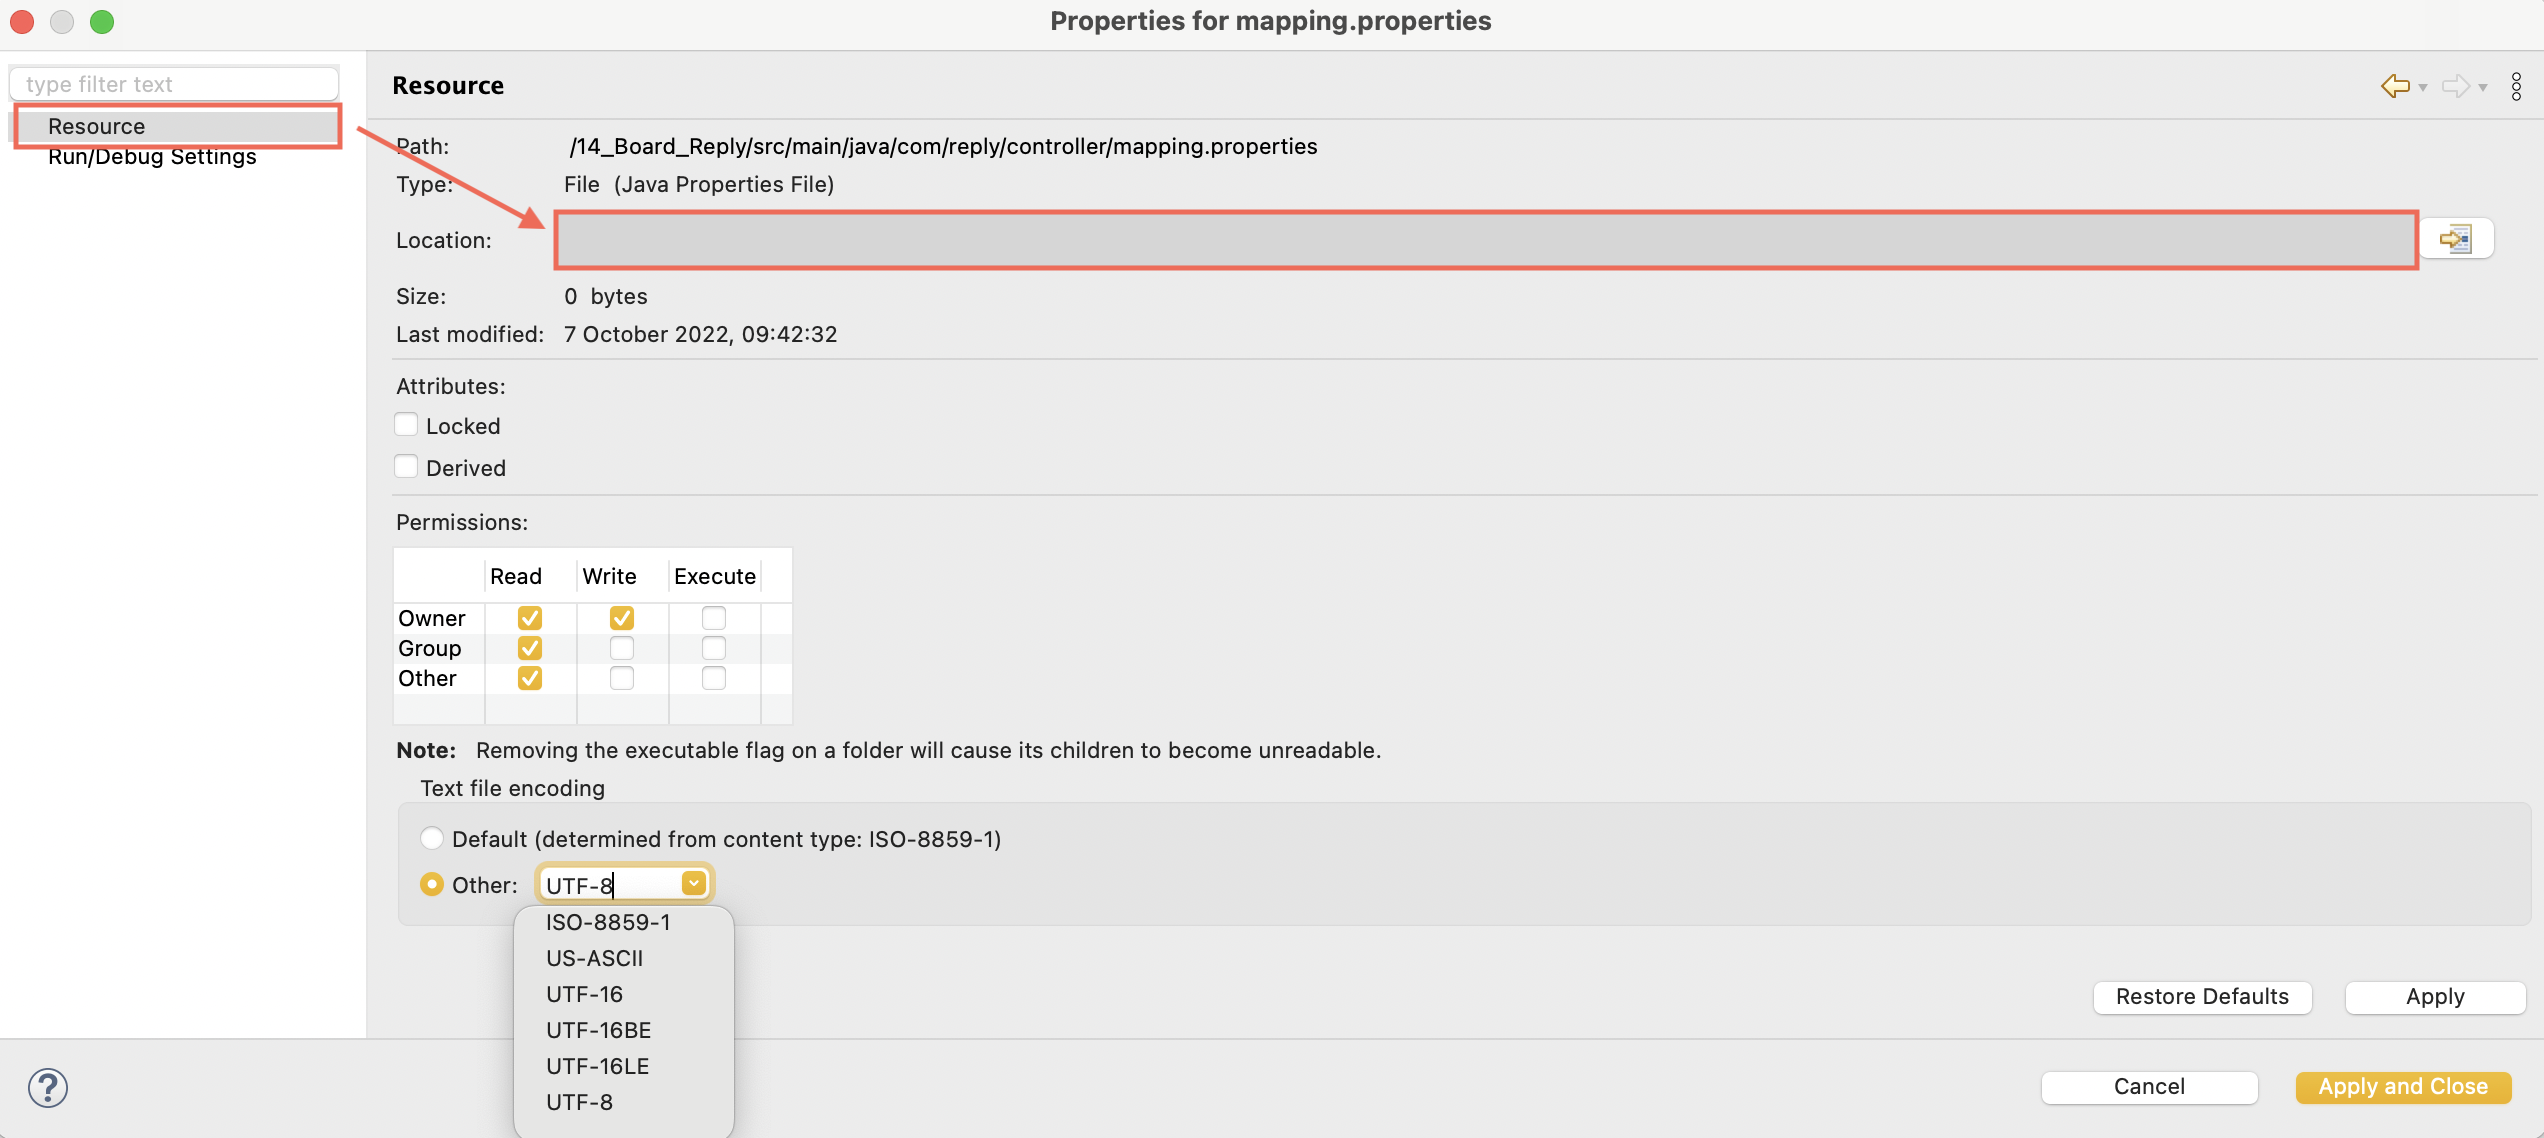 Properties for mapping.properties
type filter text
Resource
Run/Debug Settings
Resource
Path: /14_Board_Reply/src/main/java/com/reply/controller/mapping.properties
Type: File (Java Properties File)
Location:
Size: 0 bytes
Last modified: 7 October 2022, 09:42:32
Attributes:
Locked
Derived
Permissions:
Read Write Execute
Owner
Group
Other
Note: Removing the executable flag on a folder will cause its children to become unreadable.
Text file encoding
Default (determined from content type: ISO-8859-1)
Other: UTF-8
ISO-8859-1
US-ASCII
UTF-16
UTF-16BE
UTF-16LE
UTF-8
Restore Defaults Apply
? Cancel Apply and Close